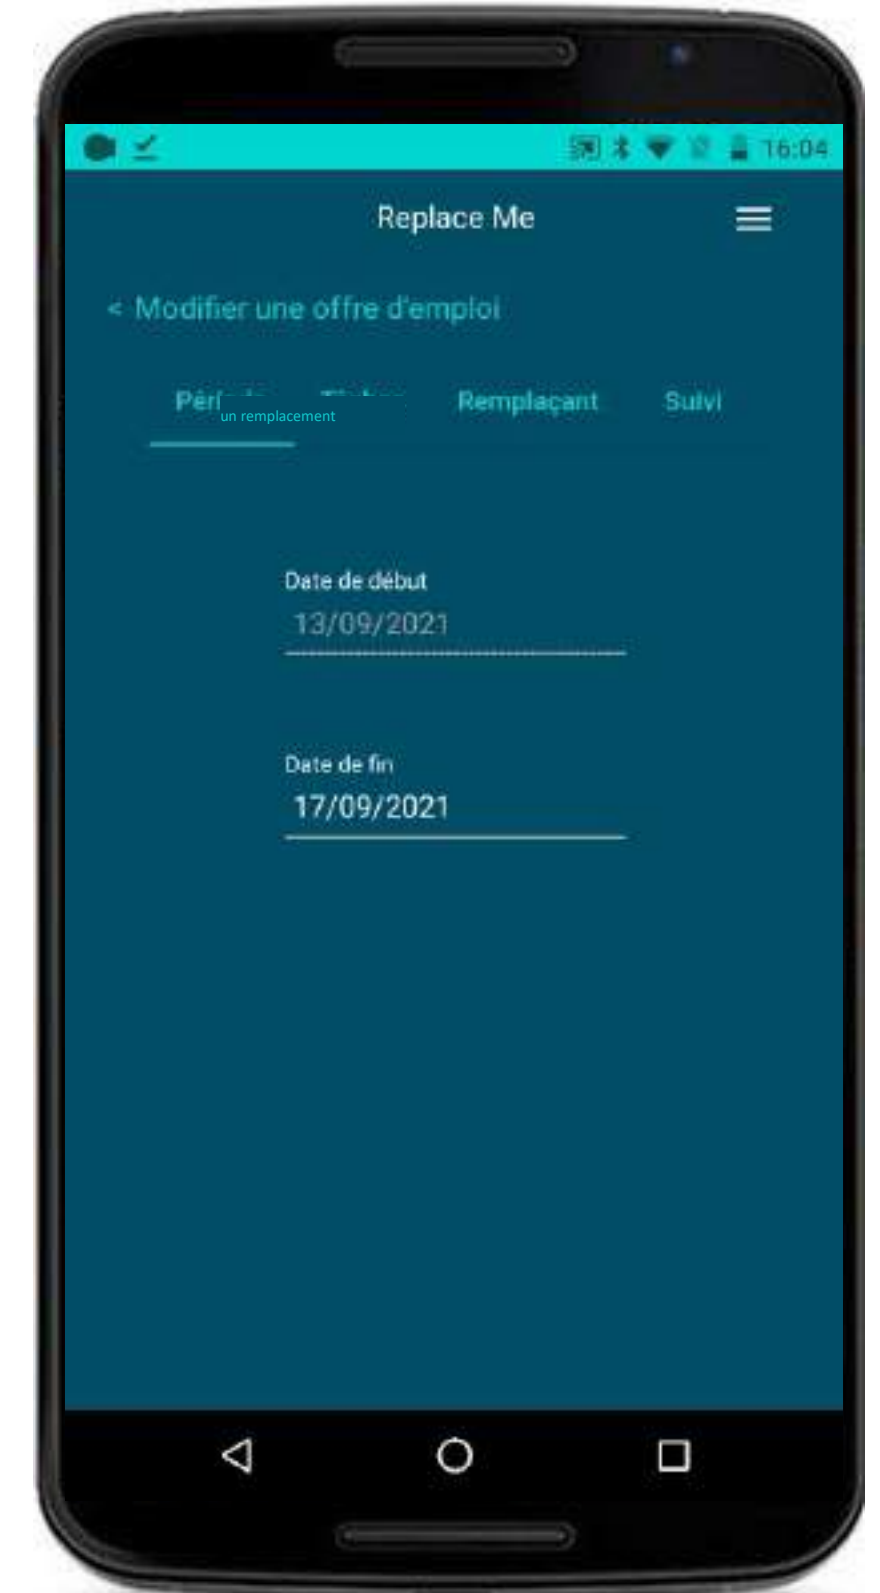 16:04
Replace Me
< Modifier une offre d'emploi
Remplaçant Suivi
un remplacement
Date de début
13/09/2021
Date de fin
17/09/2021